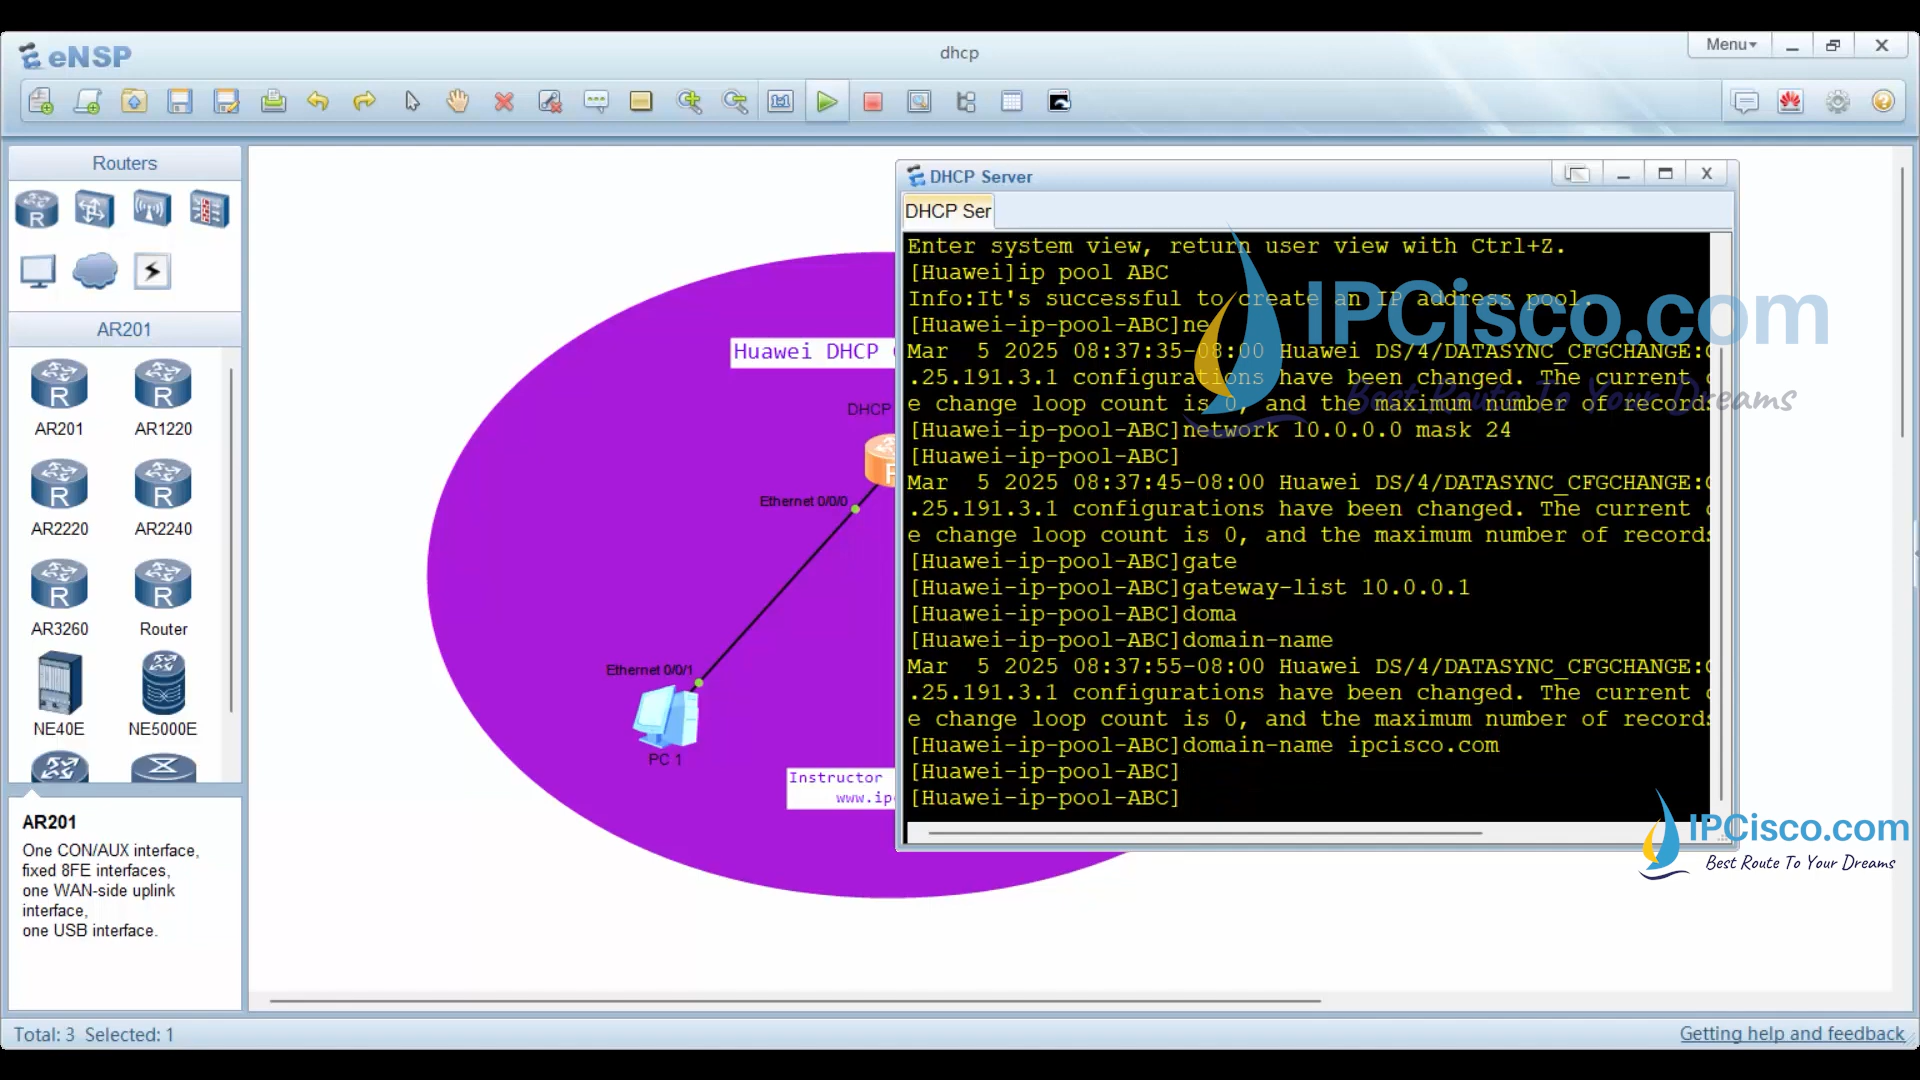 eNSP
dhcp
Menu
Routers
AR201
AR201
AR1220
AR2220
AR2240
AR3260
Router
NE40E
NE5000E
AR201
One CON/AUX interface,
fixed 8FE interfaces,
one WAN-side uplink
interface,
one USB interface.
Huawei DHCP
DHCP
Ethernet 0/0/0
Ethernet 0/0/1
PC 1
Instructor
www.ip
DHCP Server
DHCP Ser
Enter system view, return user view with Ctrl+Z.
[Huawei]ip pool ABC
Info:It's successful to create an IP address pool.
[Huawei-ip-pool-ABC]ne
Mar  5 2025 08:37:35-08:00 Huawei DS/4/DATASYNC_CFGCHANGE:
.25.191.3.1 configurations have been changed. The current
e change loop count is 0, and the maximum number of records
[Huawei-ip-pool-ABC]network 10.0.0.0 mask 24
[Huawei-ip-pool-ABC]
Mar  5 2025 08:37:45-08:00 Huawei DS/4/DATASYNC_CFGCHANGE:
.25.191.3.1 configurations have been changed. The current
e change loop count is 0, and the maximum number of records
[Huawei-ip-pool-ABC]gate
[Huawei-ip-pool-ABC]gateway-list 10.0.0.1
[Huawei-ip-pool-ABC]doma
[Huawei-ip-pool-ABC]domain-name
Mar  5 2025 08:37:55-08:00 Huawei DS/4/DATASYNC_CFGCHANGE:
.25.191.3.1 configurations have been changed. The current
e change loop count is 0, and the maximum number of records
[Huawei-ip-pool-ABC]domain-name ipcisco.com
[Huawei-ip-pool-ABC]
[Huawei-ip-pool-ABC]
IPCisco.com
Best Route To Your Dreams
IPCisco.com
Best Route To Your Dreams
Total: 3 Selected: 1
Getting help and feedback